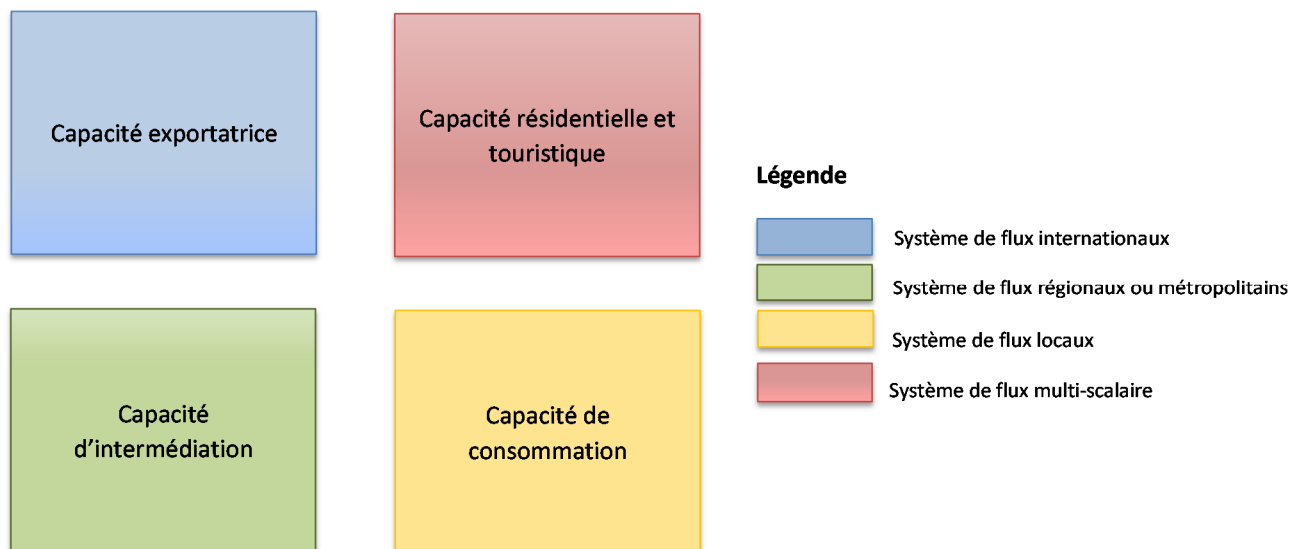 Capacité exportatrice
Capacité résidentielle et
touristique
Capacité
d’intermédiation
Capacité de
consommation
Légende
Système de flux internationaux
Système de flux régionaux ou métropolitains
Système de flux locaux
Système de flux multi-scalaire